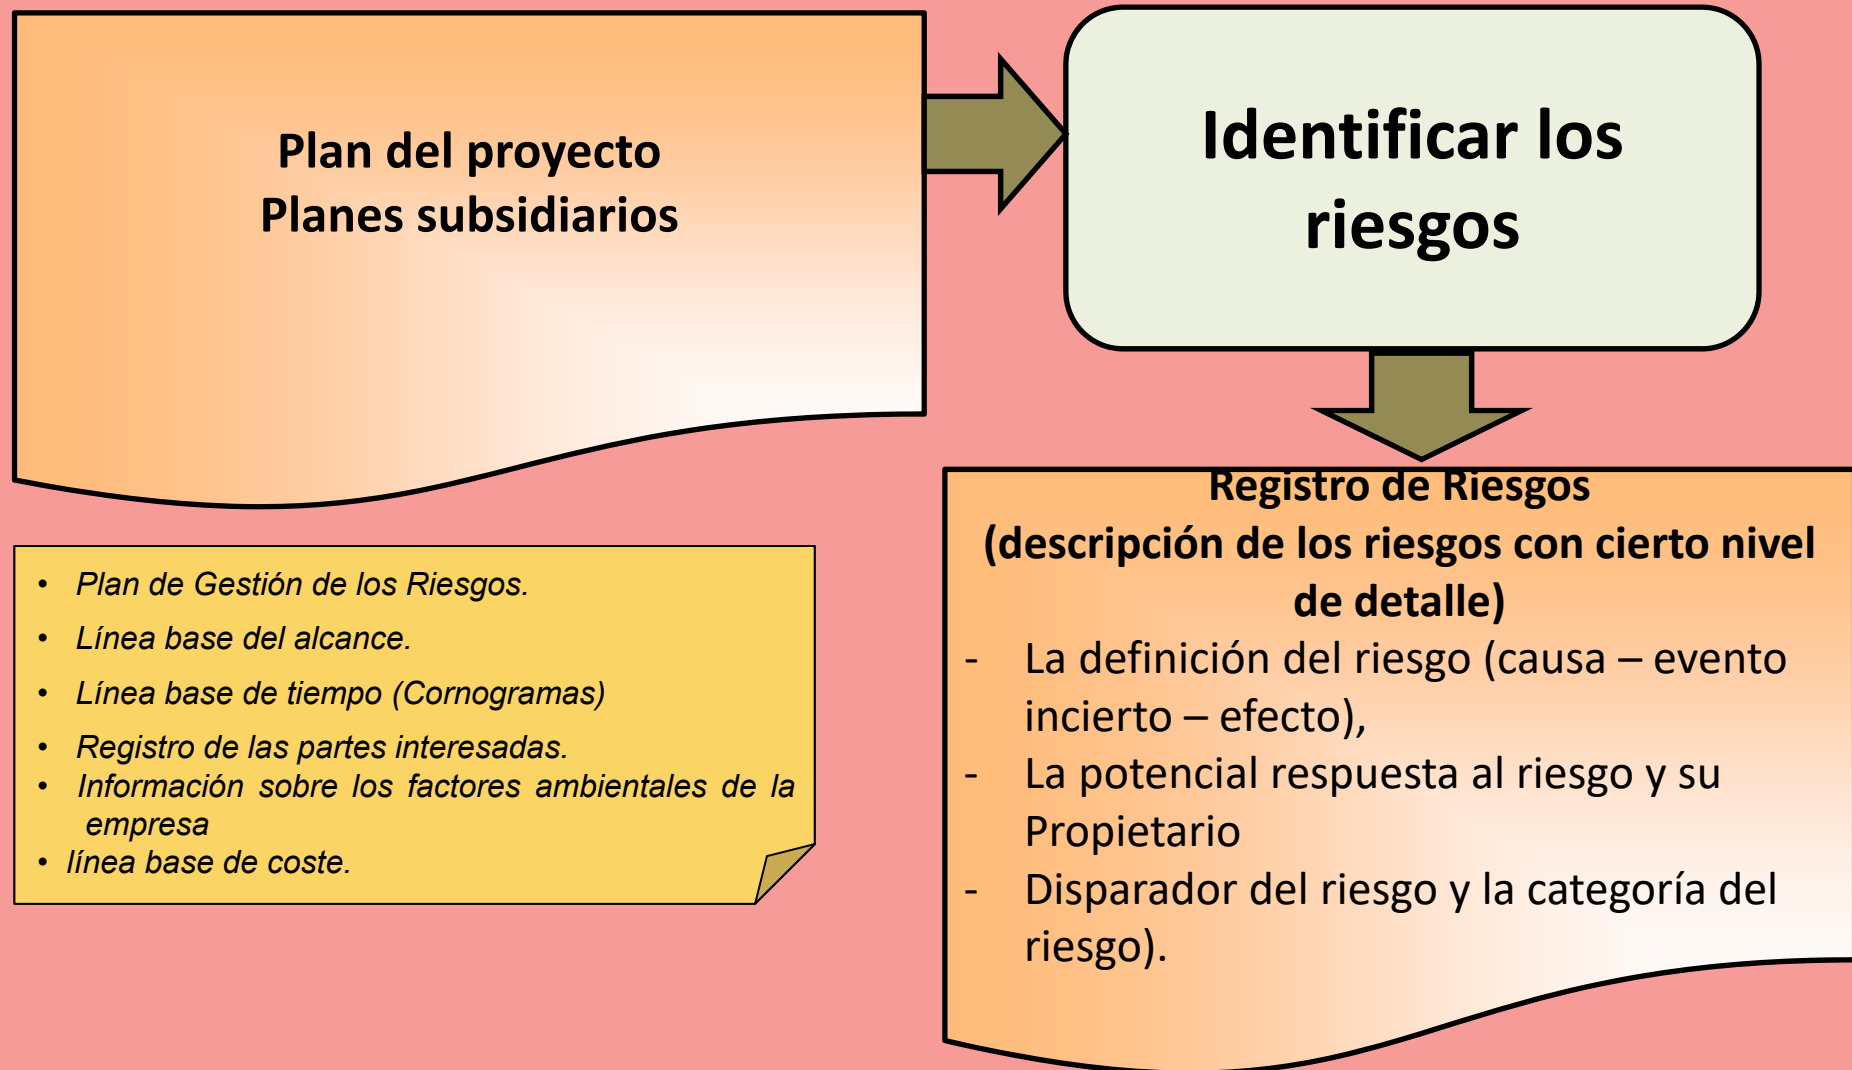 Plan del proyecto
Planes subsidiarios
Identificar los
riesgos
• Plan de Gestión de los Riesgos.
• Línea base del alcance.
• Línea base de tiempo (Cornogramas)
• Registro de las partes interesadas.
• Información sobre los factores ambientales de la
empresa
• línea base de coste.
Registro de Riesgos
(descripción de los riesgos con cierto nivel
de detalle)
- La definición del riesgo (causa – evento
incierto – efecto),
- La potencial respuesta al riesgo y su
Propietario
- Disparador del riesgo y la categoría del
riesgo).